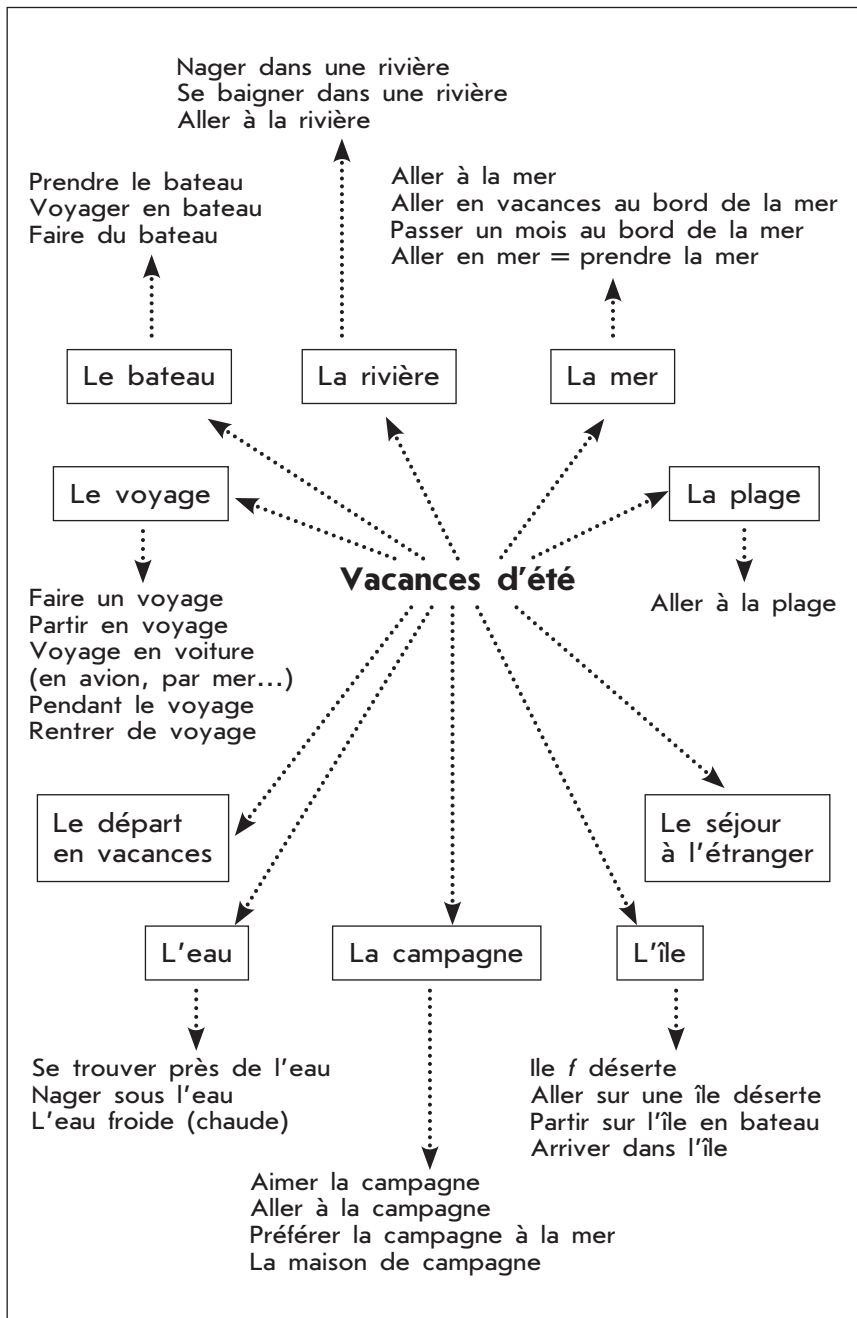 Nager dans une rivière
Se baigner dans une rivière
Aller à la rivière
Prendre le bateau
Voyager en bateau
Faire du bateau
Aller à la mer
Aller en vacances au bord de la mer
Passer un mois au bord de la mer
Aller en mer = prendre la mer
Le bateau
La rivière
La mer
Le voyage
La plage
Vacances d'été
Faire un voyage
Partir en voyage
Voyage en voiture
(en avion, par mer...)
Pendant le voyage
Rentrer de voyage
Aller à la plage
Le départ
en vacances
Le séjour
à l'étranger
L'eau
La campagne
L'île
Se trouver près de l'eau
Nager sous l'eau
L'eau froide (chaude)
Ile f déserte
Aller sur une île déserte
Partir sur l'île en bateau
Arriver dans l'île
Aimer la campagne
Aller à la campagne
Préférer la campagne à la mer
La maison de campagne